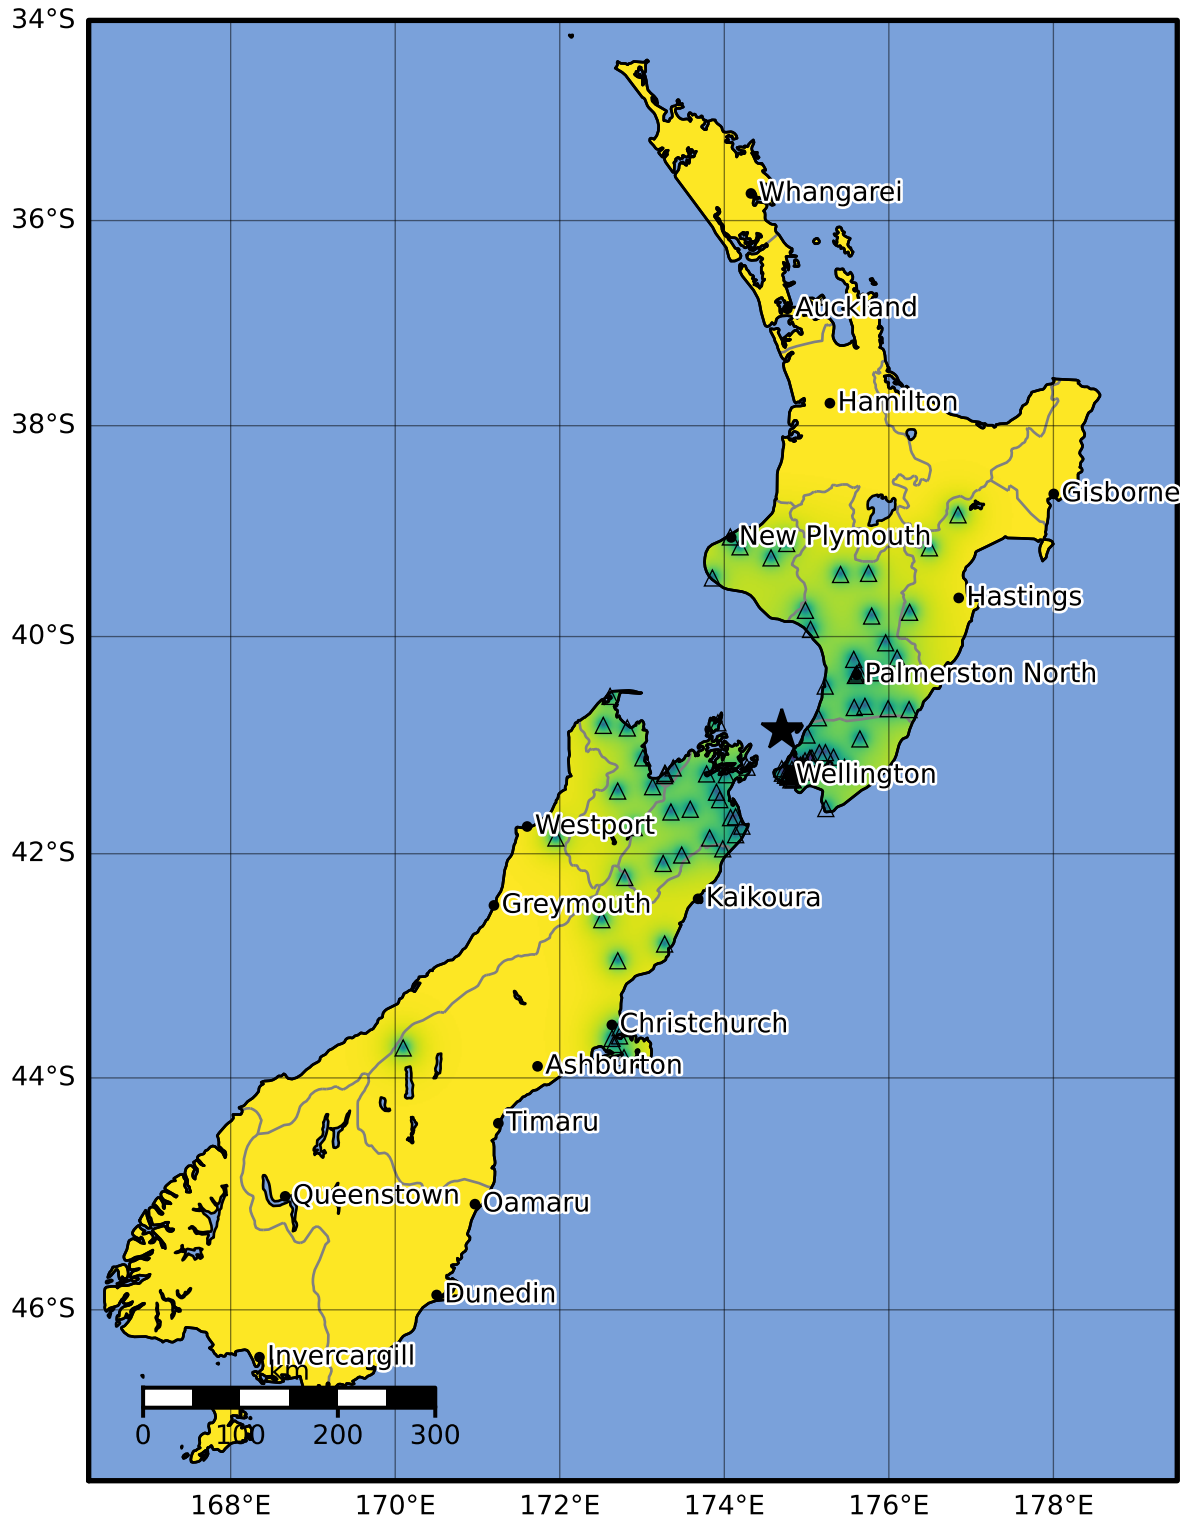 34°S
Whangarei
36°S
Auckland
Hamilton
38°S
Gisborne
New Plymouth
Hastings
40°S
Palmerston North
Wellington
Westport
42°S
Kaikoura
Greymouth
Christchurch
Ashburton
44°S
Timaru
Queenstown
Oamaru
Dunedin
46°S
Invercargill
km
0 100 200 300
168°E 170°E 172°E 174°E 176°E 178°E